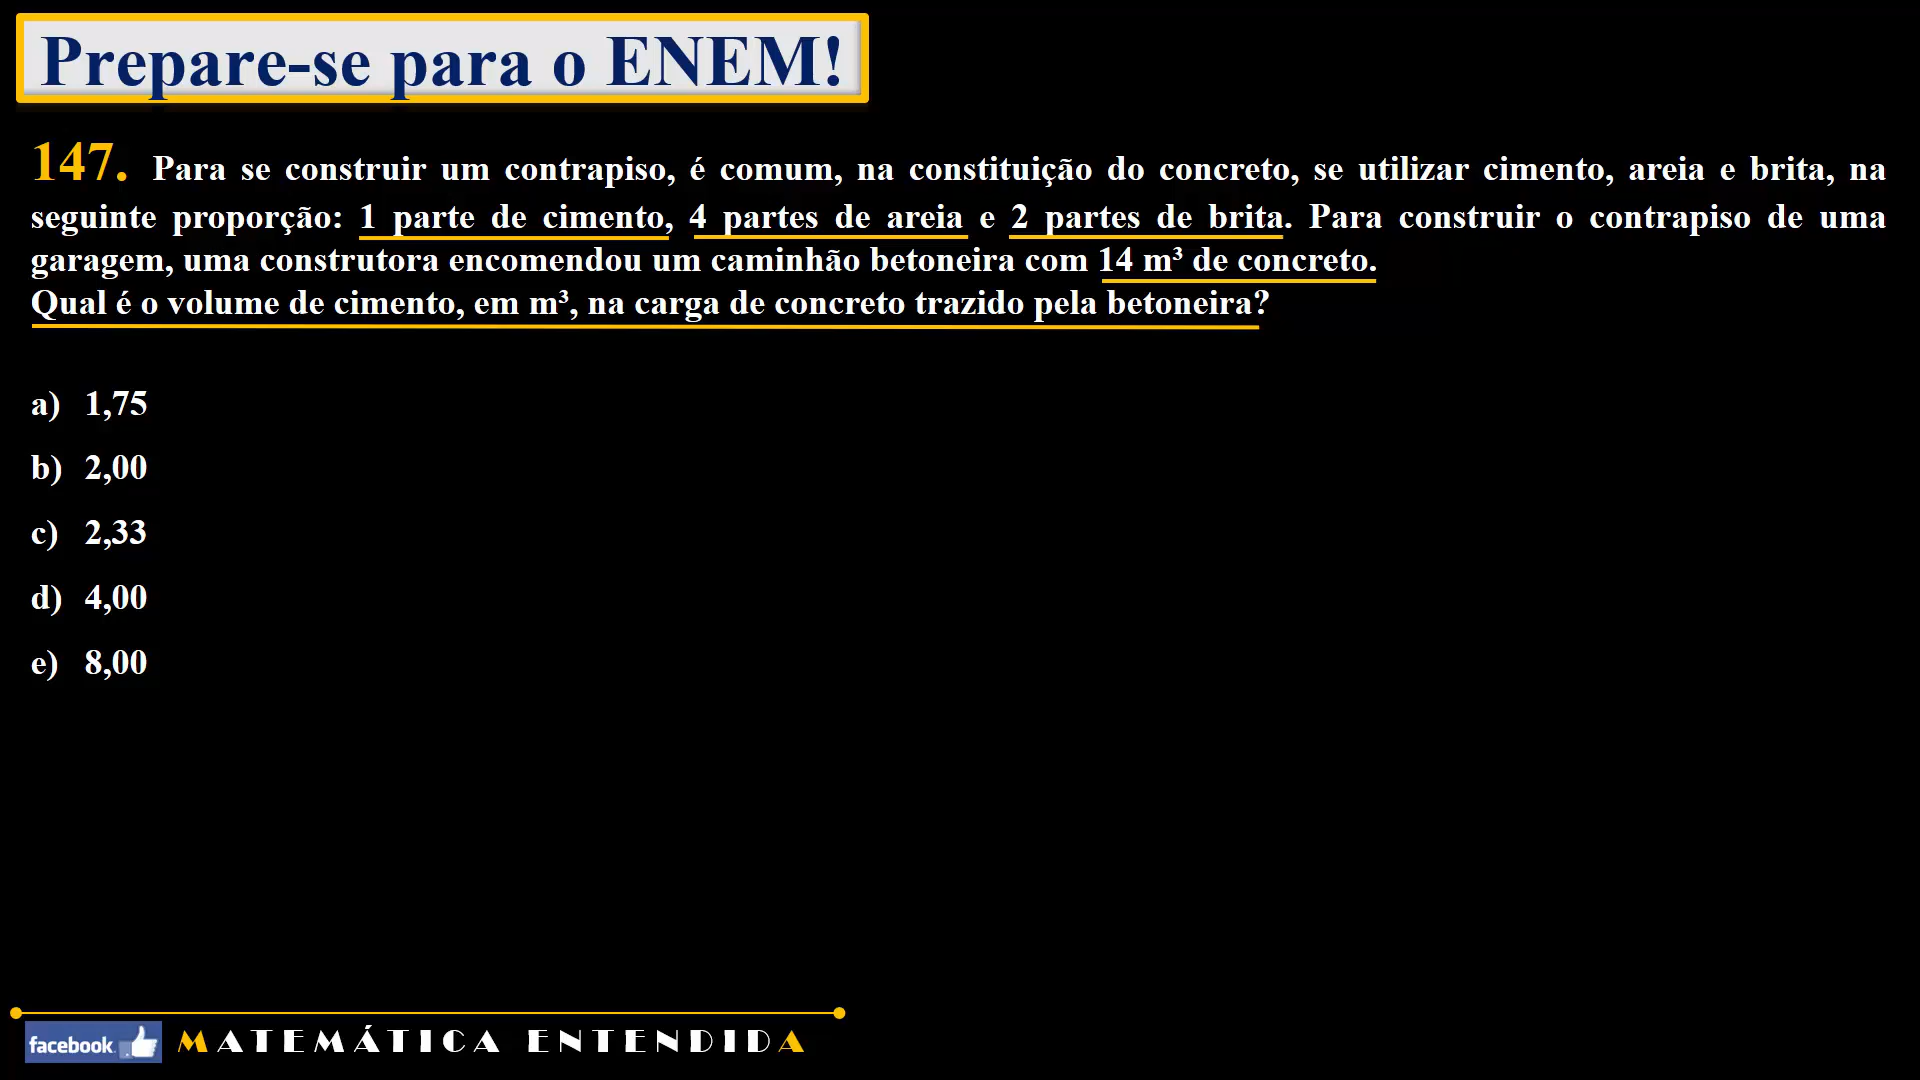 Prepare-se para o ENEM!
147. Para se construir um contrapiso, é comum, na constituição do concreto, se utilizar cimento, areia e brita, na
seguinte proporção: 1 parte de cimento, 4 partes de areia e 2 partes de brita. Para construir o contrapiso de uma
garagem, uma construtora encomendou um caminhão betoneira com 14 m³ de concreto.
Qual é o volume de cimento, em m³, na carga de concreto trazido pela betoneira?
a) 1,75
b) 2,00
c) 2,33
d) 4,00
e) 8,00
facebook MATEMÁTICA ENTENDIDA